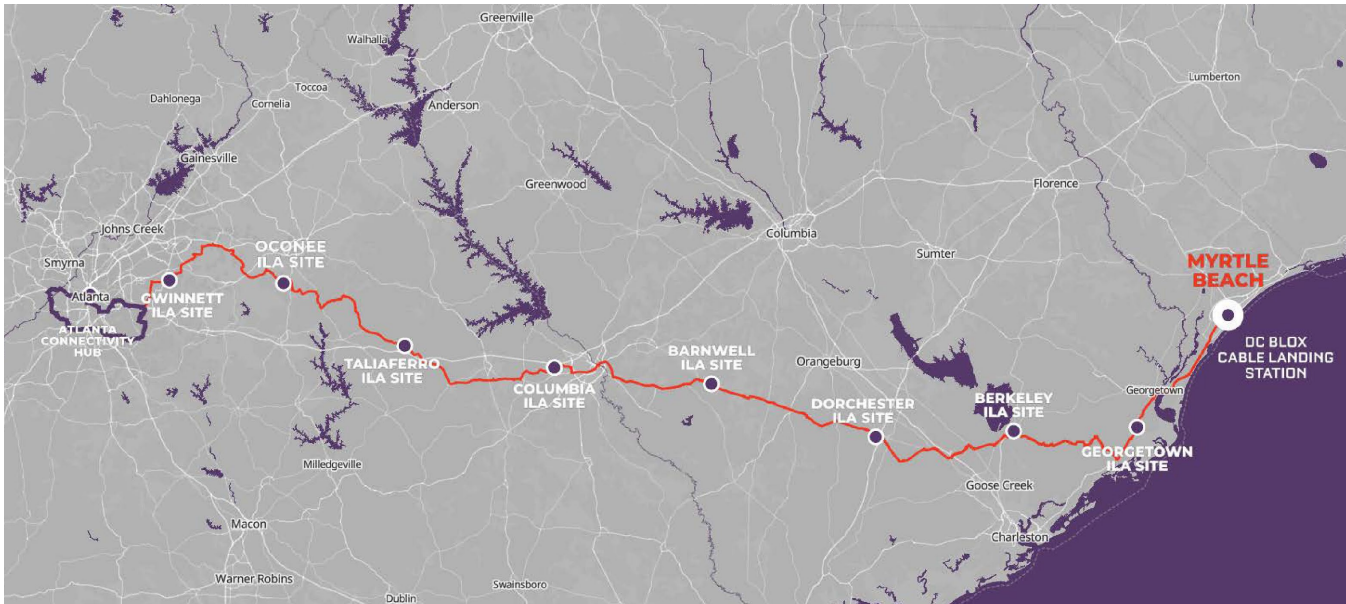 Greenville
Walhalla
Toccoa
Lumberton
Dahlonega
Cornelia
Anderson
Gainesville
Greenwood
Florence
Johns Creek
Columbia
Sumter
Smyrna
Atlanta
OCONEE
ILA SITE
MYRTLE
BEACH
GWINNETT
ILA SITE
ATLANTA
CONNECTIVITY
HUB
DC BLOX
CABLE LANDING
STATION
TALIAFERRO
ILA SITE
BARNWELL
ILA SITE
Orangeburg
COLUMBIA
ILA SITE
Georgetown
DORCHESTER
ILA SITE
BERKELEY
ILA SITE
GEORGETOWN
ILA SITE
Milledgeville
Goose Creek
Macon
Charleston
Warner Robins
Swainsboro
Dublin